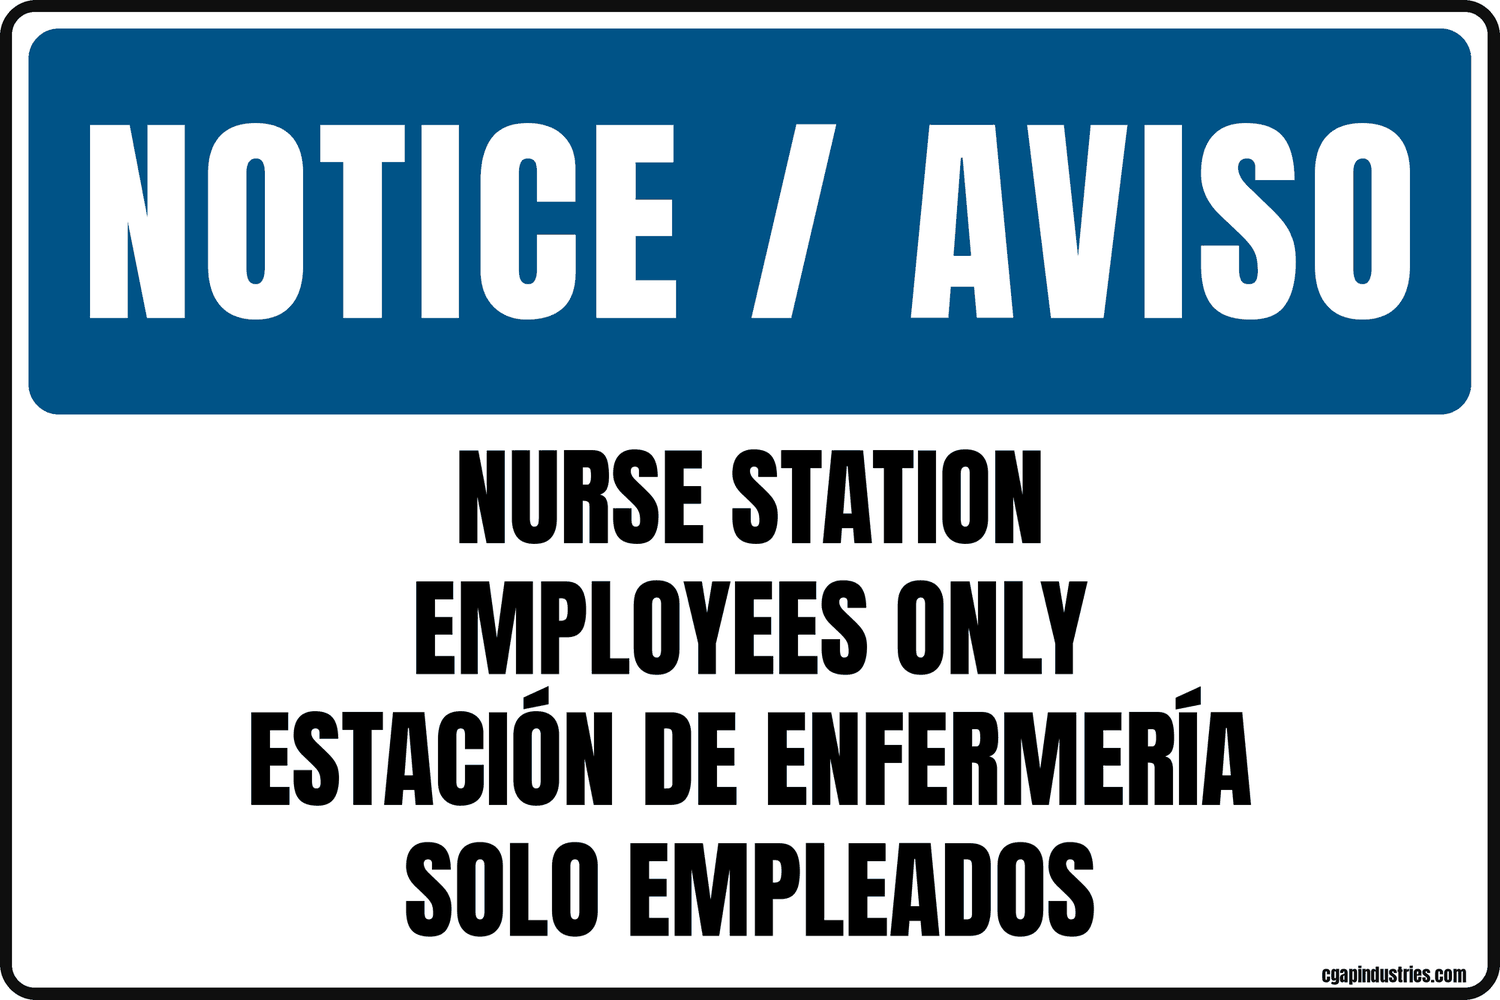 NOTICE / AVISO
NURSE STATION
EMPLOYEES ONLY
ESTACIÓN DE ENFERMERÍA
SOLO EMPLEADOS
cgapindustries.com